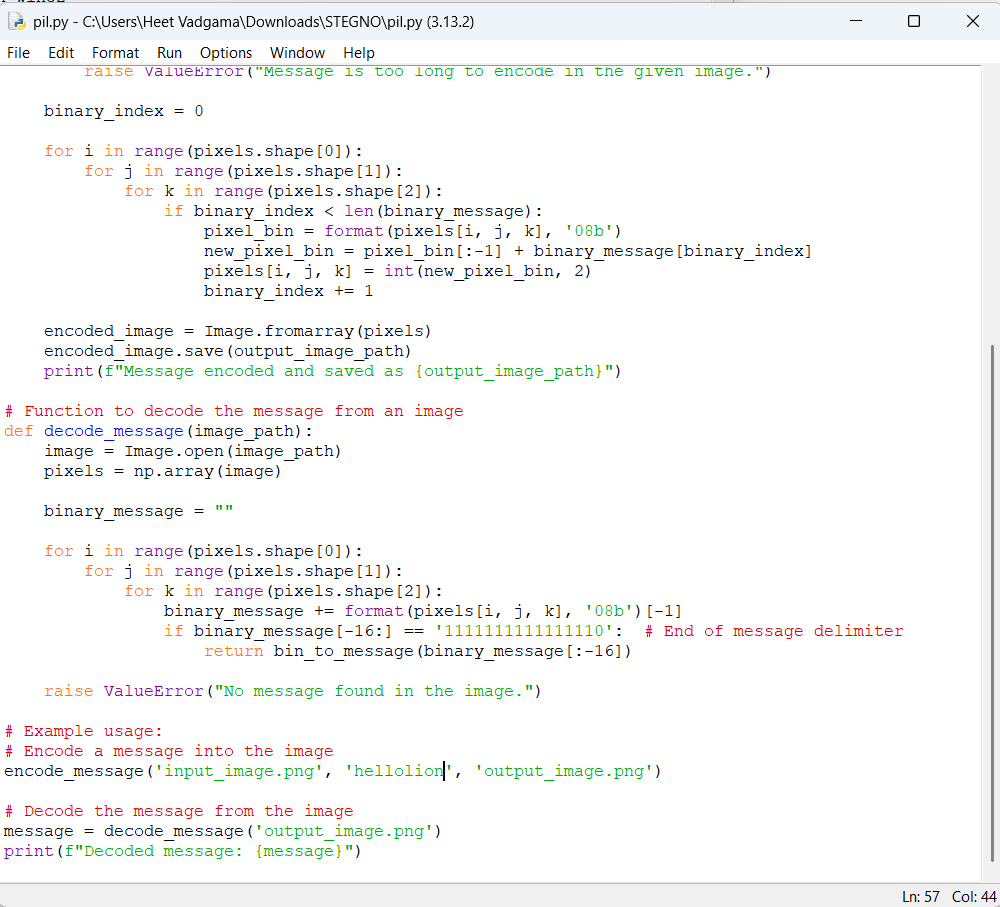 pil.py - C:\Users\Heet Vadgama\Downloads\STEGNO\pil.py (3.13.2)
File Edit Format Run Options Window Help
        raise ValueError("Message is too long to encode in the given image.")

    binary_index = 0

    for i in range(pixels.shape[0]):
        for j in range(pixels.shape[1]):
            for k in range(pixels.shape[2]):
                if binary_index < len(binary_message):
                    pixel_bin = format(pixels[i, j, k], '08b')
                    new_pixel_bin = pixel_bin[:-1] + binary_message[binary_index]
                    pixels[i, j, k] = int(new_pixel_bin, 2)
                    binary_index += 1

    encoded_image = Image.fromarray(pixels)
    encoded_image.save(output_image_path)
    print(f"Message encoded and saved as {output_image_path}")

# Function to decode the message from an image
def decode_message(image_path):
    image = Image.open(image_path)
    pixels = np.array(image)

    binary_message = ""

    for i in range(pixels.shape[0]):
        for j in range(pixels.shape[1]):
            for k in range(pixels.shape[2]):
                binary_message += format(pixels[i, j, k], '08b')[-1]
                if binary_message[-16:] == '1111111111111110':  # End of message delimiter
                    return bin_to_message(binary_message[:-16])

    raise ValueError("No message found in the image.")

# Example usage:
# Encode a message into the image
encode_message('input_image.png', 'hellolion', 'output_image.png')

# Decode the message from the image
message = decode_message('output_image.png')
print(f"Decoded message: {message}")
Ln: 57 Col: 44